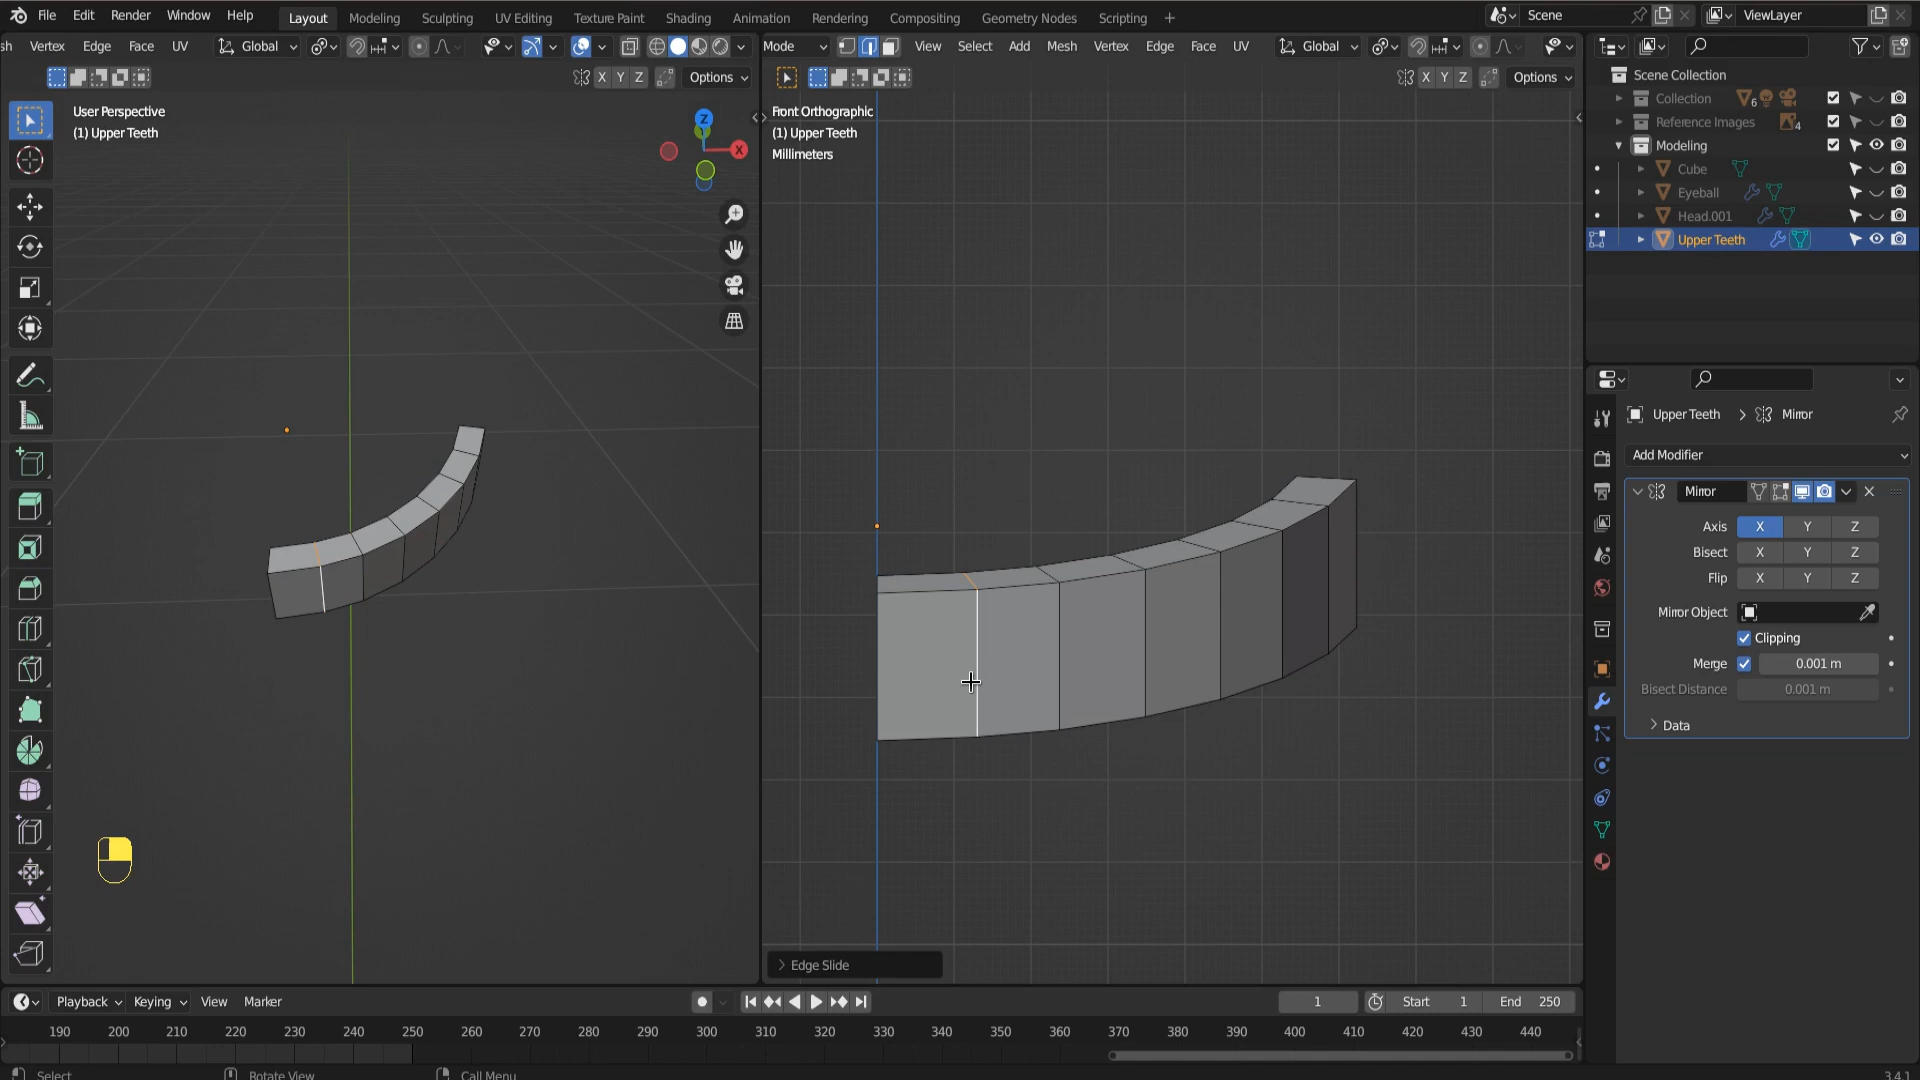 File Edit Render Window Help Layout Modeling Sculpting UV Editing Texture Paint Shading Animation Rendering Compositing Geometry Nodes Scripting + Scene ViewLayer
sh Vertex Edge Face UV Global Mode View Select Add Mesh Vertex Edge Face UV Global
X Y Z Options X Y Z Options
User Perspective
(1) Upper Teeth
Z
X
Front Orthographic
(1) Upper Teeth
Millimeters
Scene Collection
Collection 6
Reference Images 4
Modeling
Cube
Eyeball
Head.001
Upper Teeth
Upper Teeth > Mirror
Add Modifier
Mirror
Axis X Y Z
Bisect X Y Z
Flip X Y Z
Mirror Object
Clipping
Merge 0.001 m
Bisect Distance 0.001 m
Data
Edge Slide
Playback Keying View Marker 1 Start 1 End 250
190 200 210 220 230 240 250 260 270 280 290 300 310 320 330 340 350 360 370 380 390 400 410 420 430 440
Select Rotate View Call Menu 3.4.1